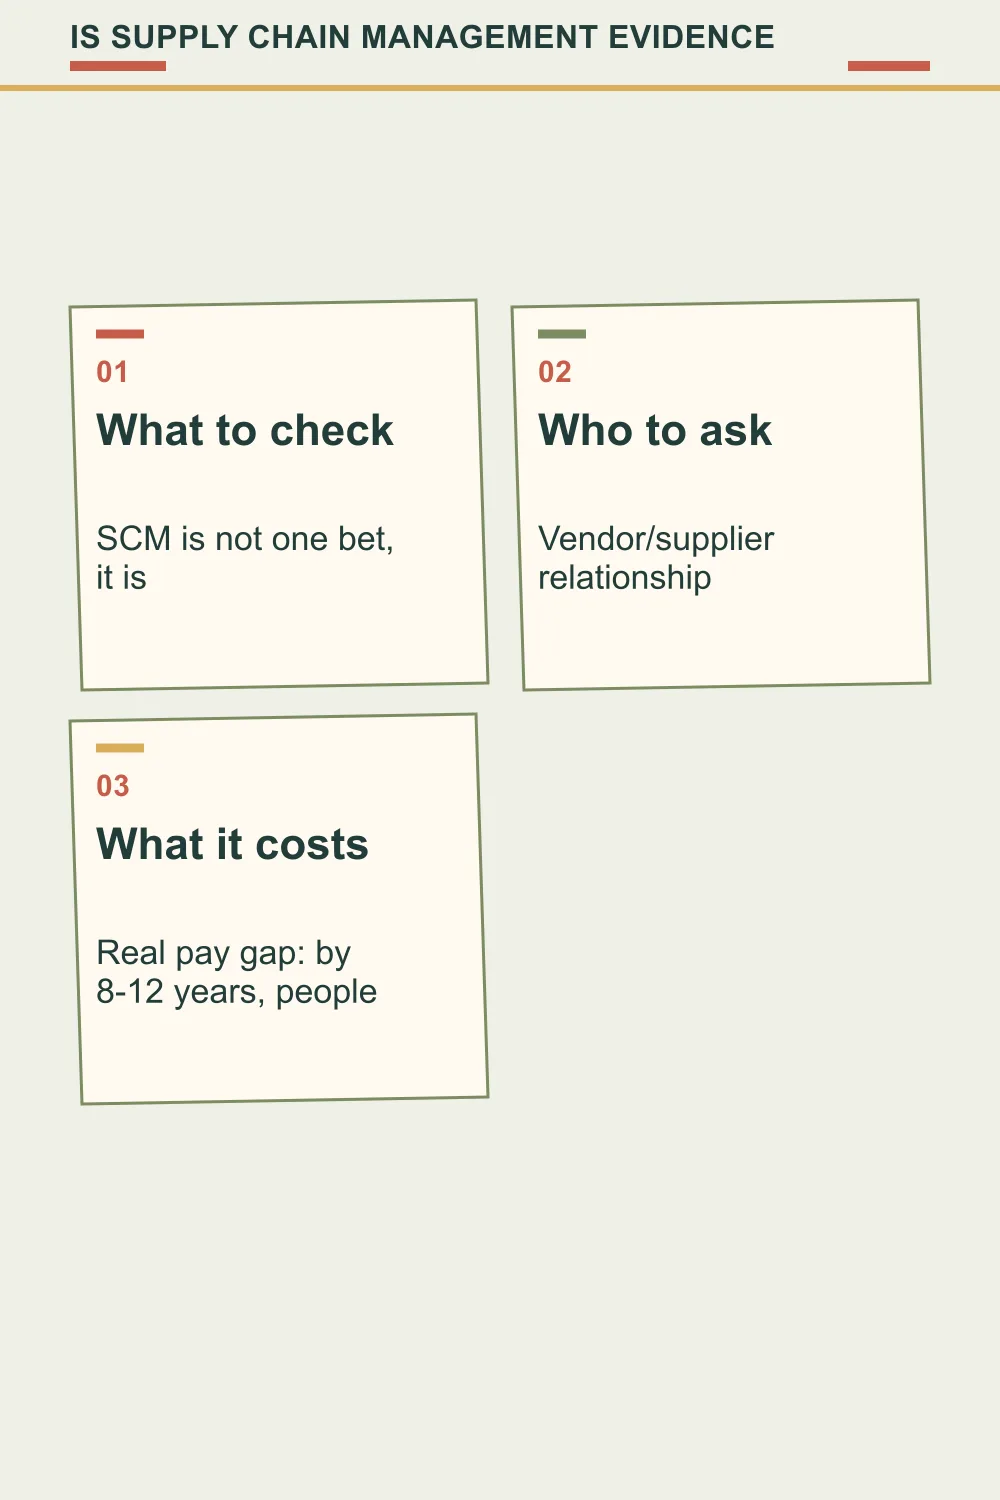 IS SUPPLY CHAIN MANAGEMENT EVIDENCE
01
What to check
SCM is not one bet,
it is
02
Who to ask
Vendor/supplier
relationship
03
What it costs
Real pay gap: by
8-12 years, people